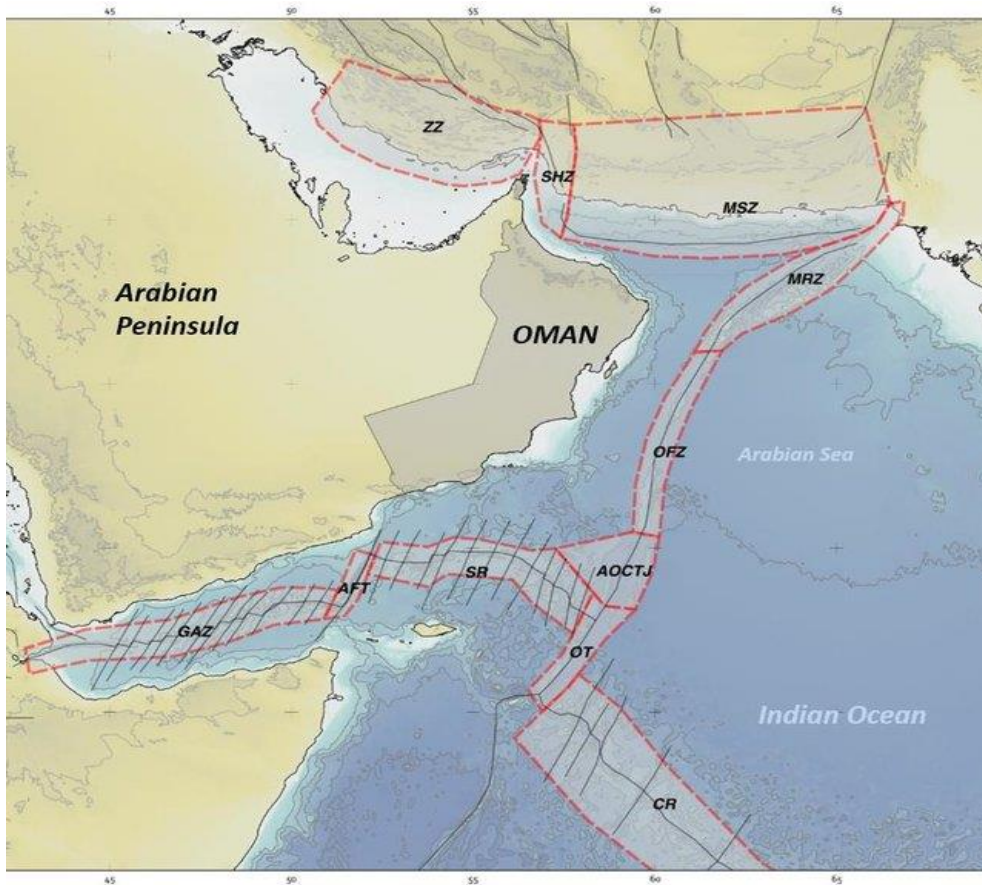 45 50 55 60 65
ZZ
SHZ
MSZ
MRZ
Arabian
Peninsula
OMAN
OFZ
Arabian Sea
SR
AOCTJ
AFT
GAZ
OT
Indian Ocean
CR
45 50 55 60 65